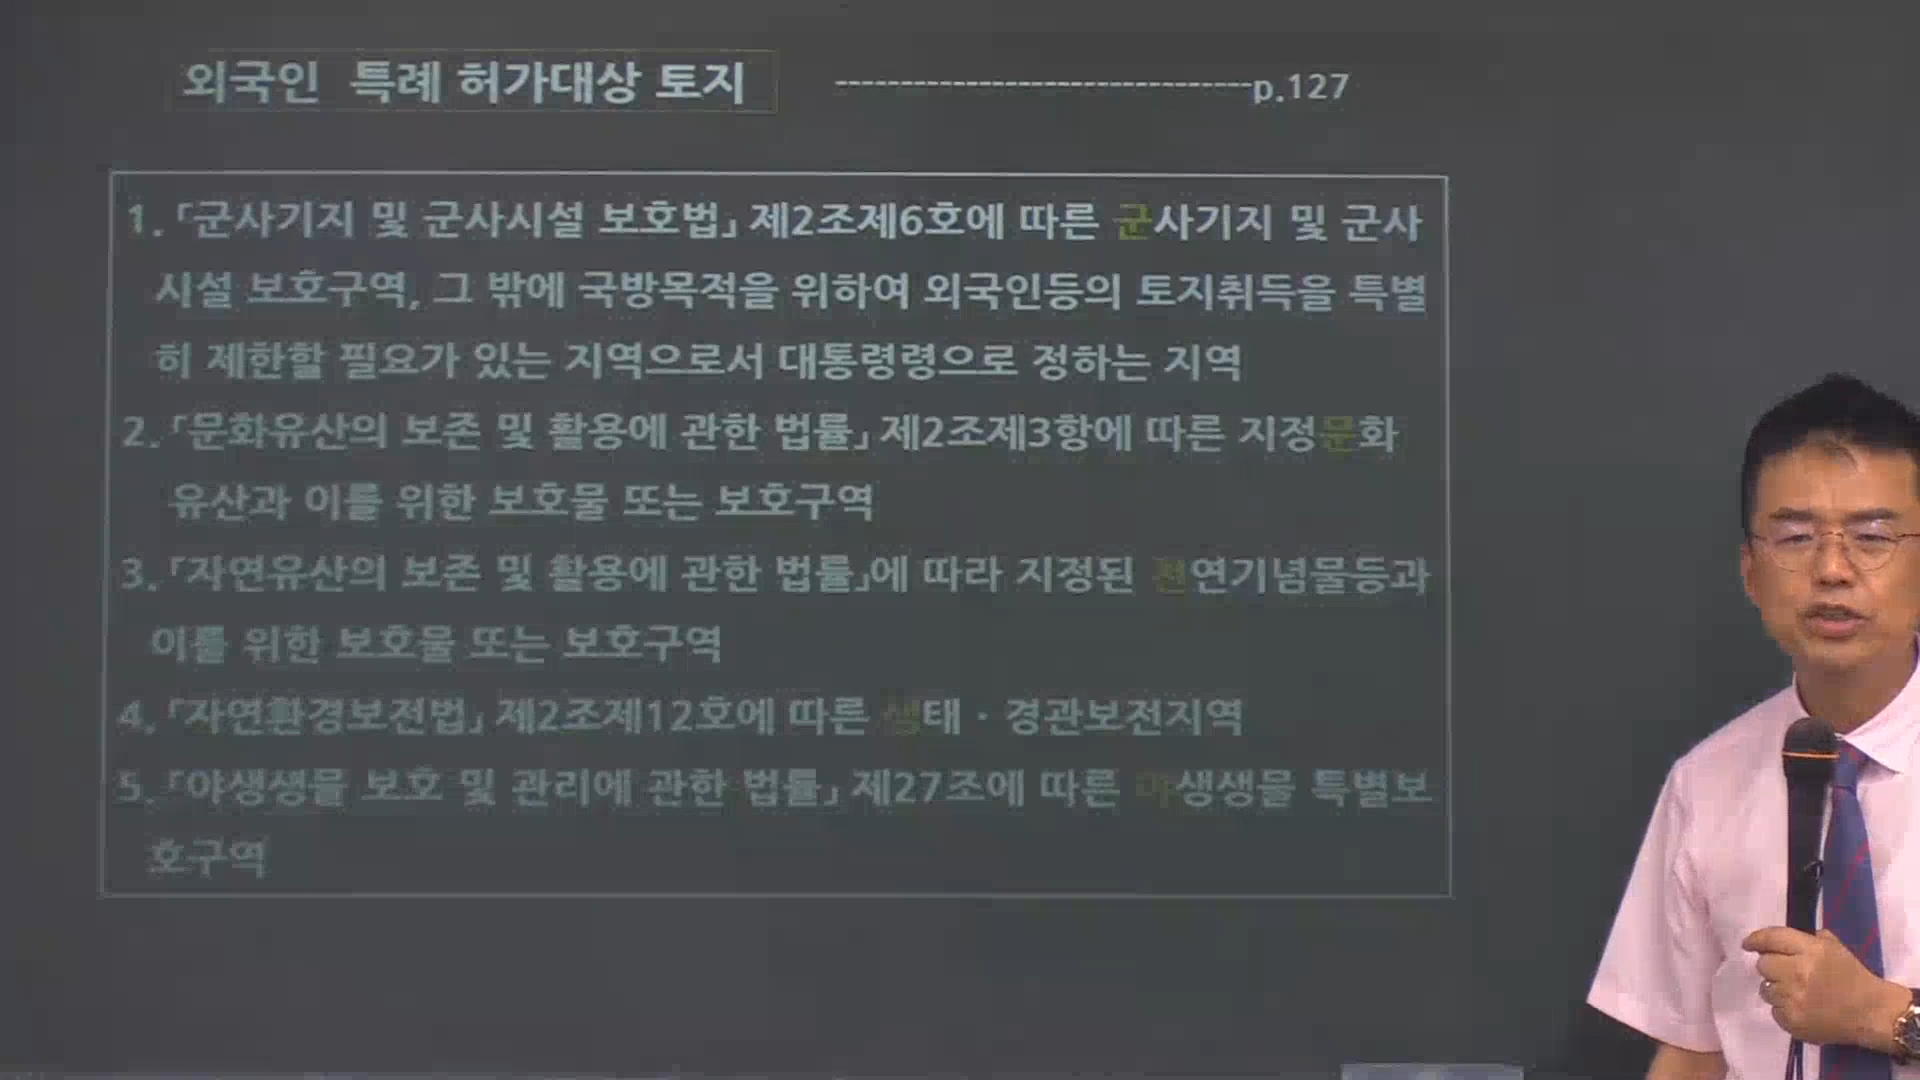 외국인 특례 허가대상 토지 --------------------------------p.127
1. 「군사기지 및 군사시설 보호법」 제2조제6호에 따른 군사기지 및 군사
시설 보호구역, 그 밖에 국방목적을 위하여 외국인등의 토지취득을 특별
히 제한할 필요가 있는 지역으로서 대통령령으로 정하는 지역
2. 「문화유산의 보존 및 활용에 관한 법률」 제2조제3항에 따른 지정문화
유산과 이를 위한 보호물 또는 보호구역
3. 「자연유산의 보존 및 활용에 관한 법률」에 따라 지정된 천연기념물등과
이를 위한 보호물 또는 보호구역
4. 「자연환경보전법」 제2조제12호에 따른 생태 · 경관보전지역
5. 「야생생물 보호 및 관리에 관한 법률」 제27조에 따른 야생생물 특별보
호구역